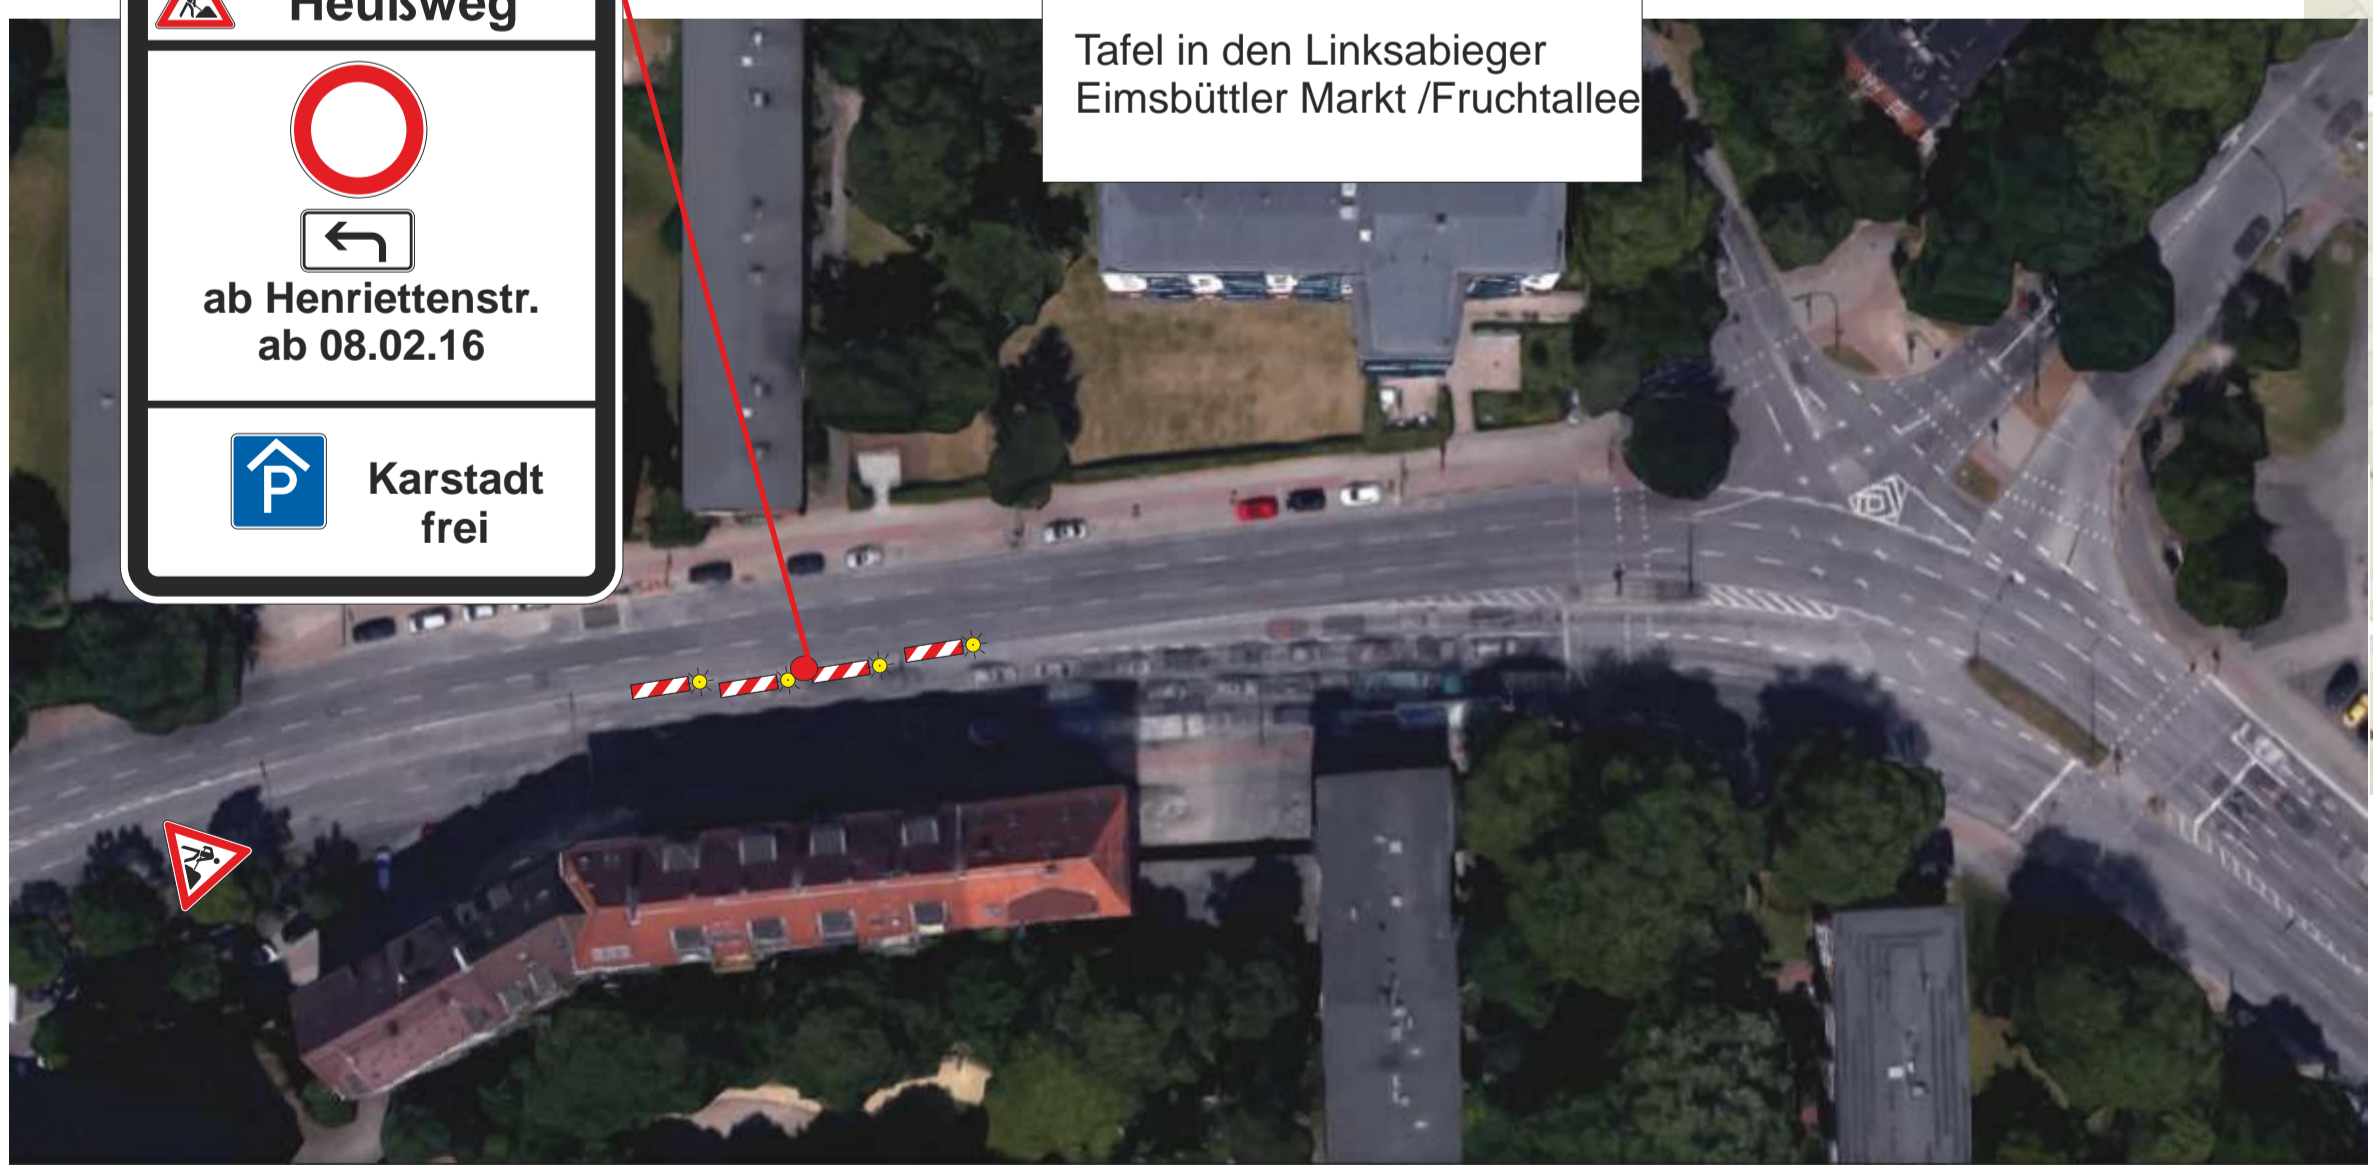 Heußweg
ab Henriettenstr.
ab 08.02.16
P
Karstadt
frei
Tafel in den Linksabieger
Eimsbüttler Markt /Fruchtallee